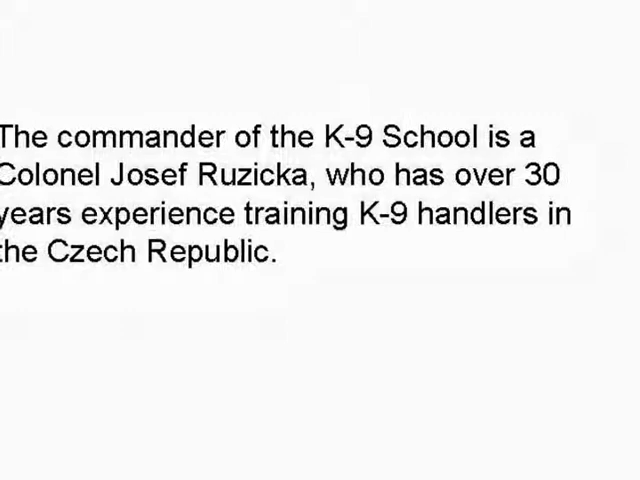 The commander of the K-9 School is a
Colonel Josef Ruzicka, who has over 30
years experience training K-9 handlers in
the Czech Republic.